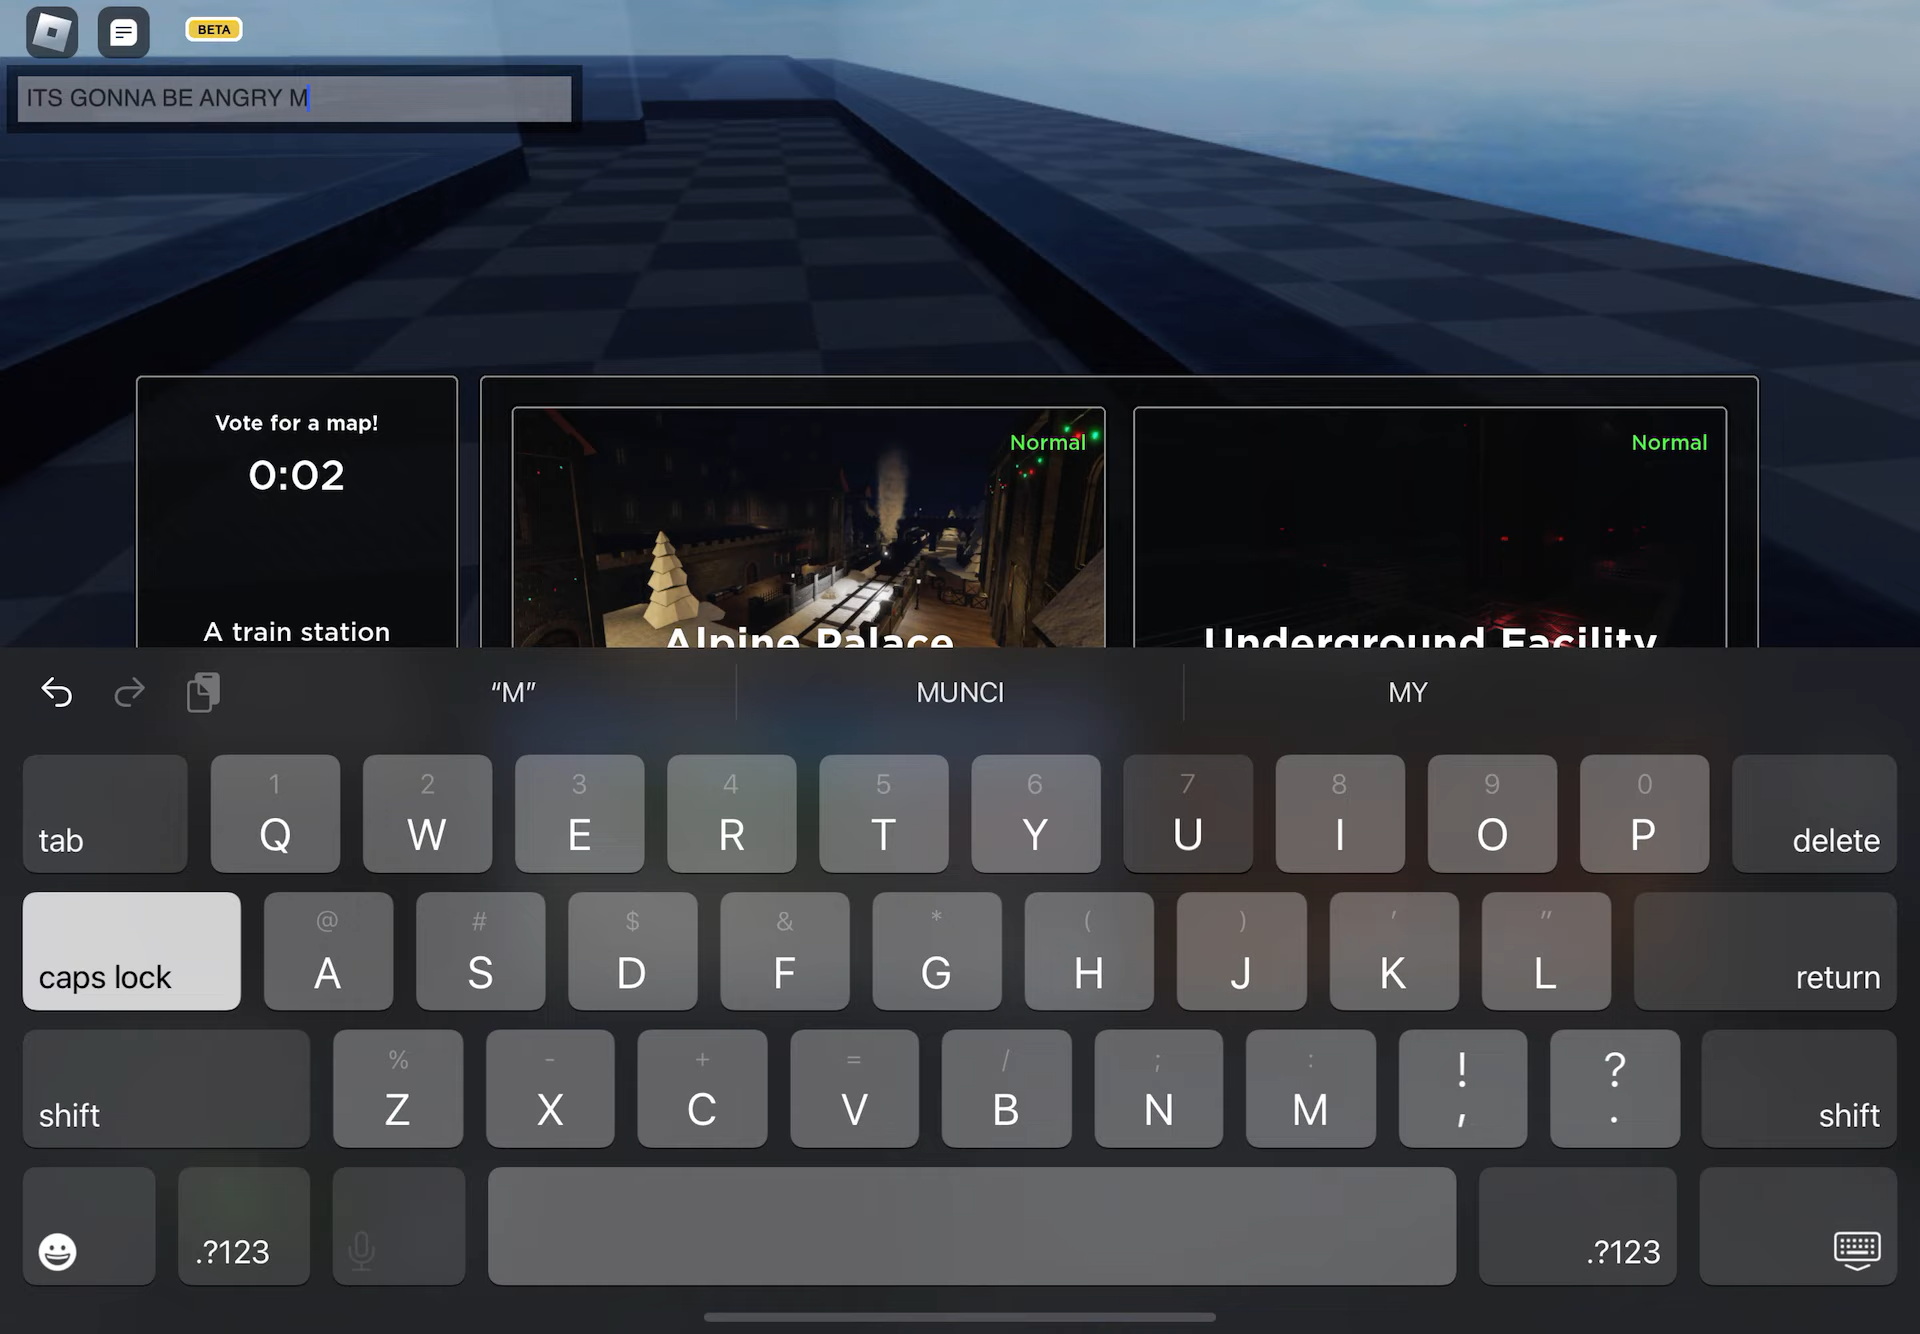 BETA
ITS GONNA BE ANGRY M
Vote for a map!
0:02
A train station
Normal
Alpine Palace
Normal
Underground Facility
“M” MUNCI MY
1 2 3 4 5 6 7 8 9 0
tab Q W E R T Y U I O P delete
@ # $ & * ( ) ' "
caps lock A S D F G H J K L return
% - + = / ; : ! ?
shift Z X C V B N M , . shift
.?123 .?123